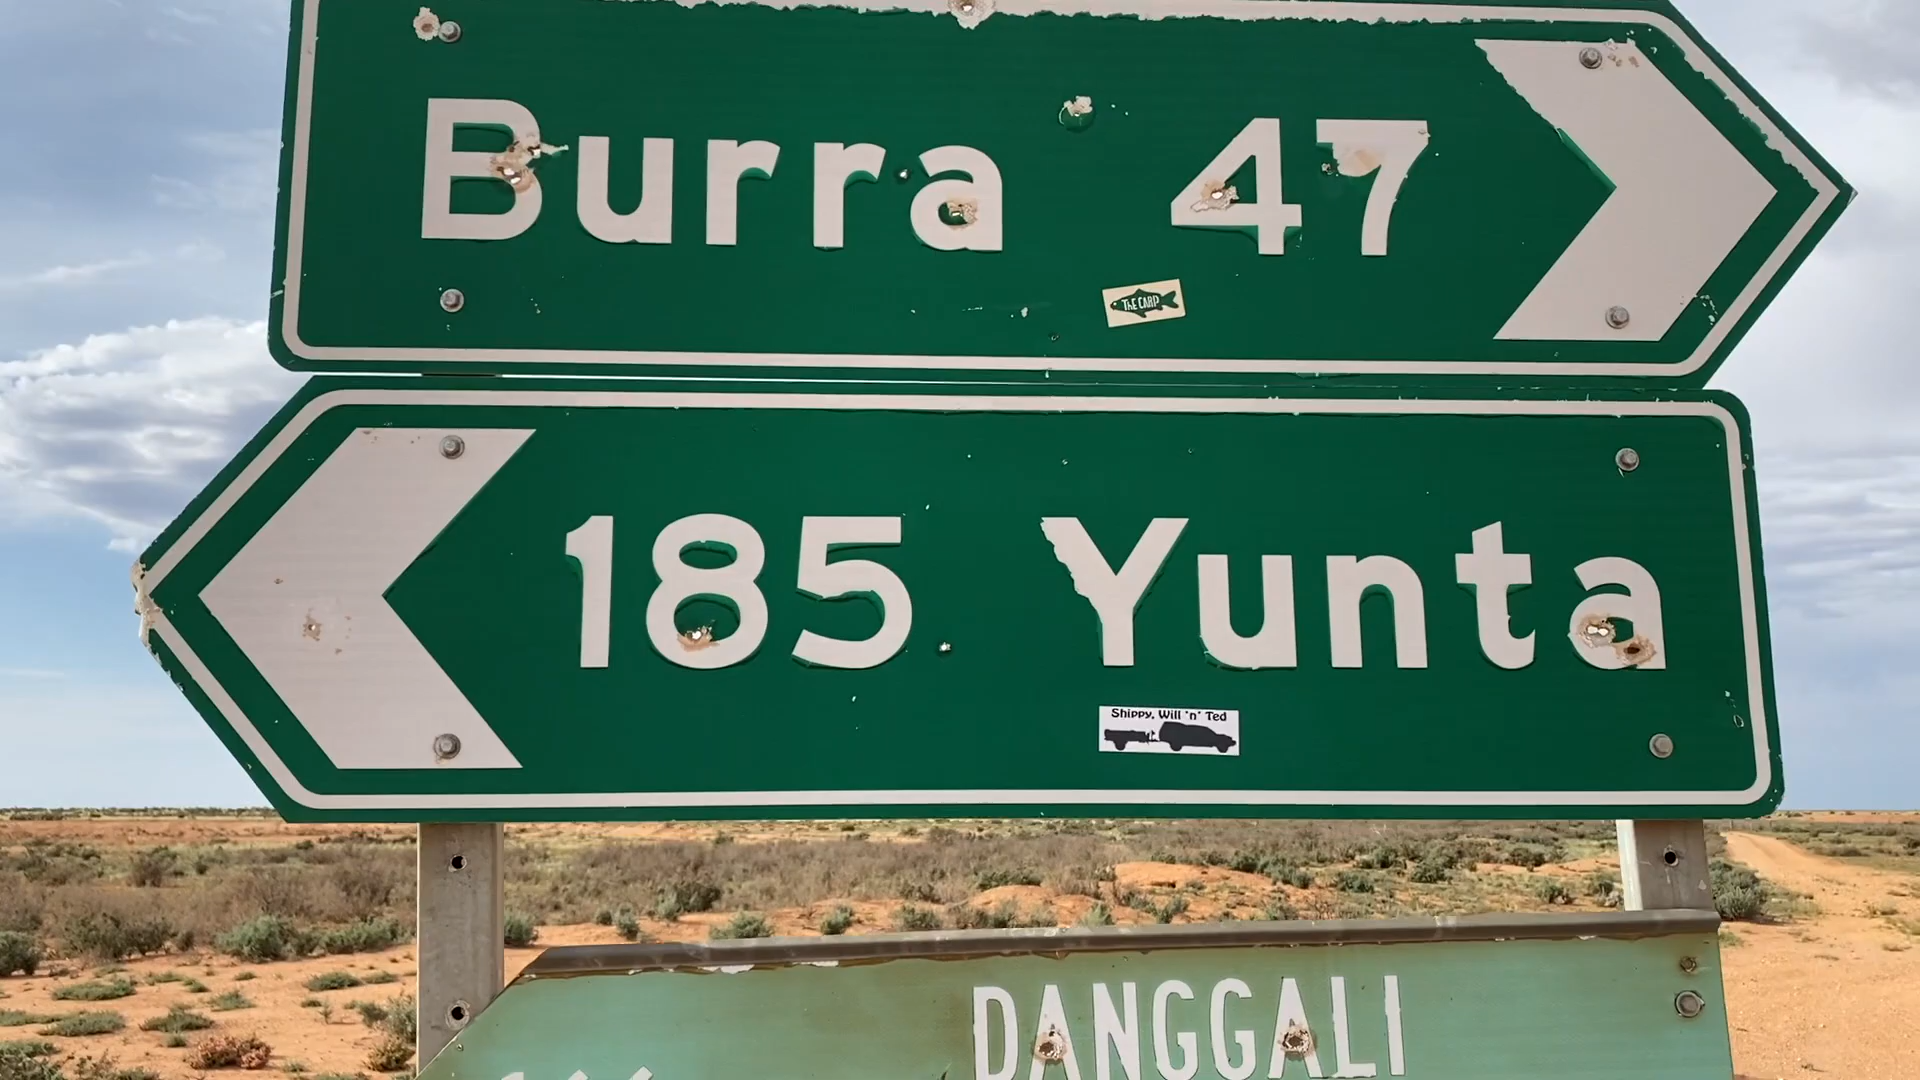 Burra 47
THE CARP
185 Yunta
Shippy, Will 'n' Ted
DANGGALI